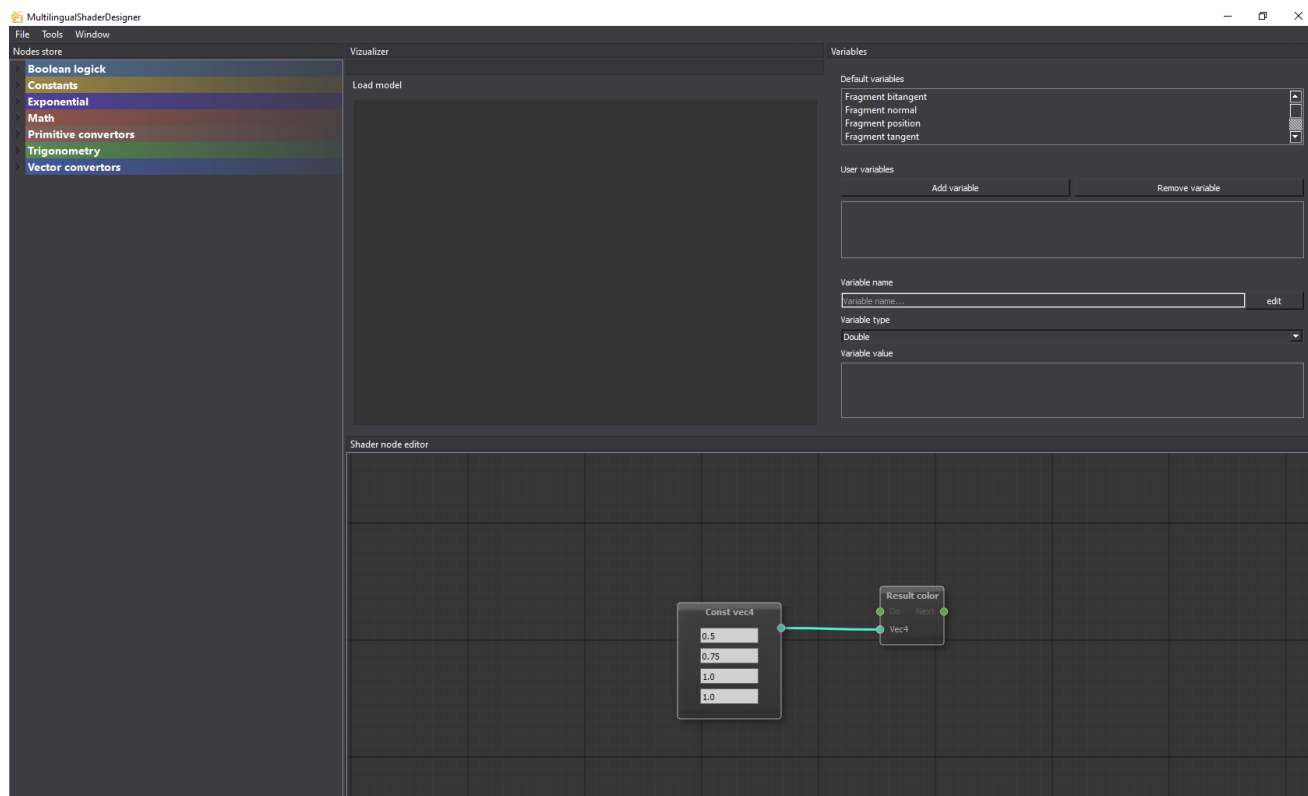 MultilingualShaderDesigner
File Tools Window
Nodes store
Boolean logick
Constants
Exponential
Math
Primitive convertors
Trigonometry
Vector convertors
Vizualizer
Load model
Variables
Default variables
Fragment bitangent
Fragment normal
Fragment position
Fragment tangent
User variables
Add variable Remove variable
Variable name
Variable name... edit
Variable type
Double
Variable value
Shader node editor
Const vec4
0.5
0.75
1.0
1.0
Result color
Do Next
Vec4